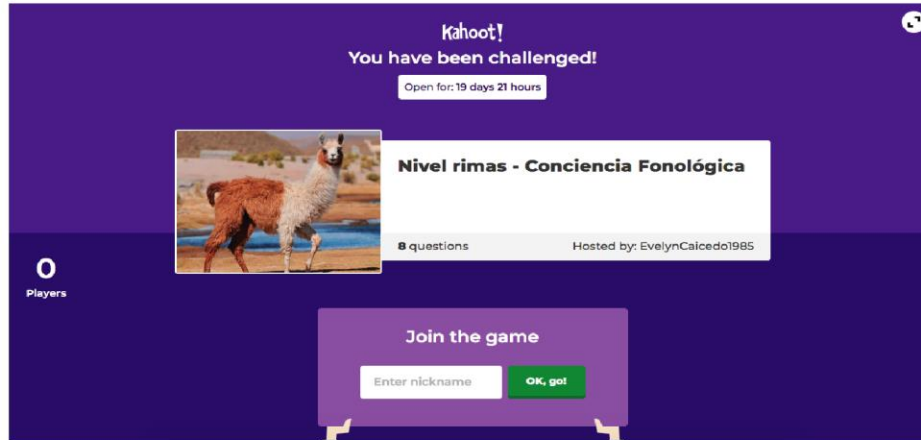 Kahoot!
You have been challenged!
Open for: 19 days 21 hours
Nivel rimas - Conciencia Fonológica
8 questions
Hosted by: EvelynCaicedo1985
0
Players
Join the game
Enter nickname
OK, go!